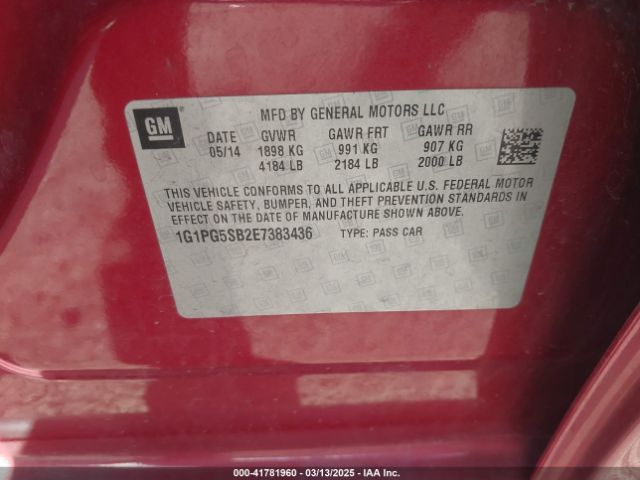 GM
MFD BY GENERAL MOTORS LLC
DATE GVWR GAWR FRT GAWR RR
05/14 1898 KG 991 KG 907 KG
4184 LB 2184 LB 2000 LB
THIS VEHICLE CONFORMS TO ALL APPLICABLE U.S. FEDERAL MOTOR
VEHICLE SAFETY, BUMPER, AND THEFT PREVENTION STANDARDS IN
EFFECT ON THE DATE OF MANUFACTURE SHOWN ABOVE.
1G1PG5SB2E7383436 TYPE: PASS CAR
000-41781960 - 03/13/2025 - IAA Inc.